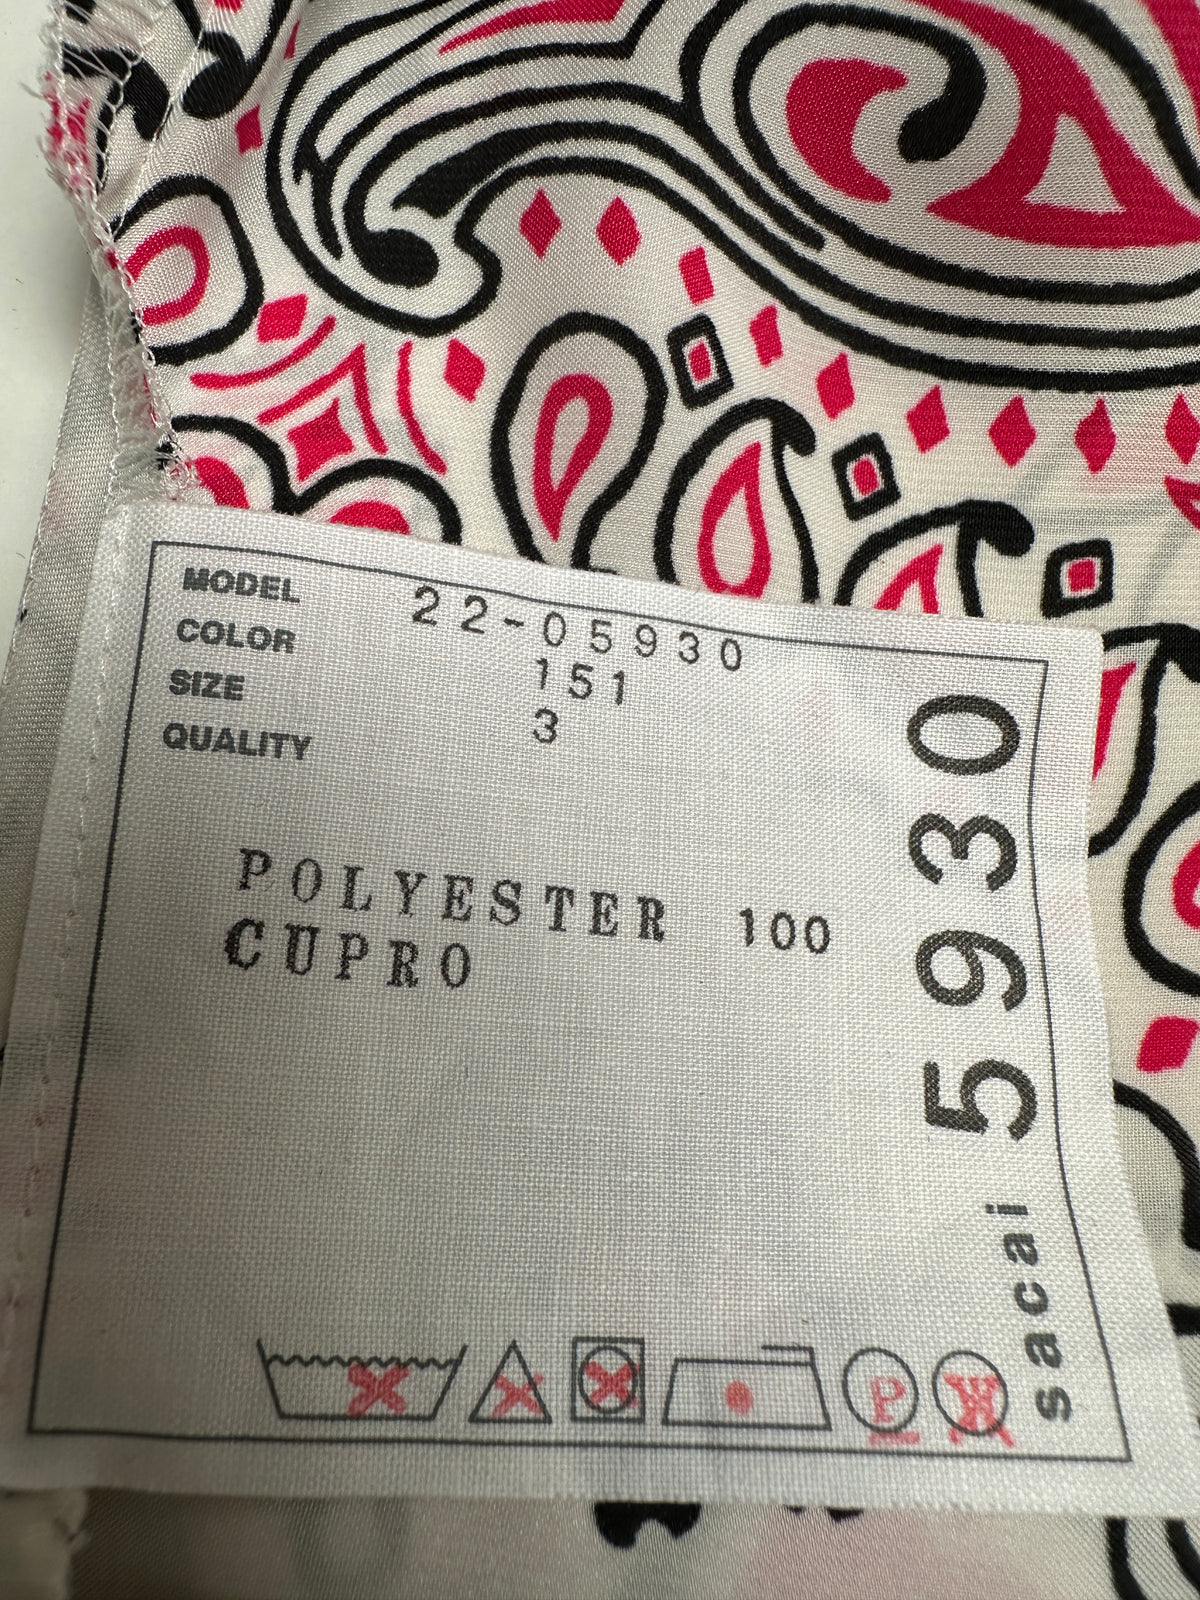 MODEL 22-05930
COLOR 151
SIZE 3
QUALITY
POLYESTER 100
CUPRO
sacai 5930
P
W